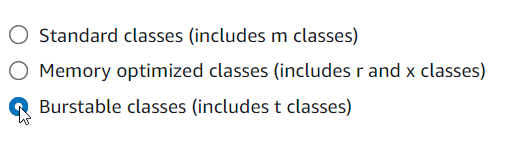 Standard classes (includes m classes)
Memory optimized classes (includes r and x classes)
Burstable classes (includes t classes)